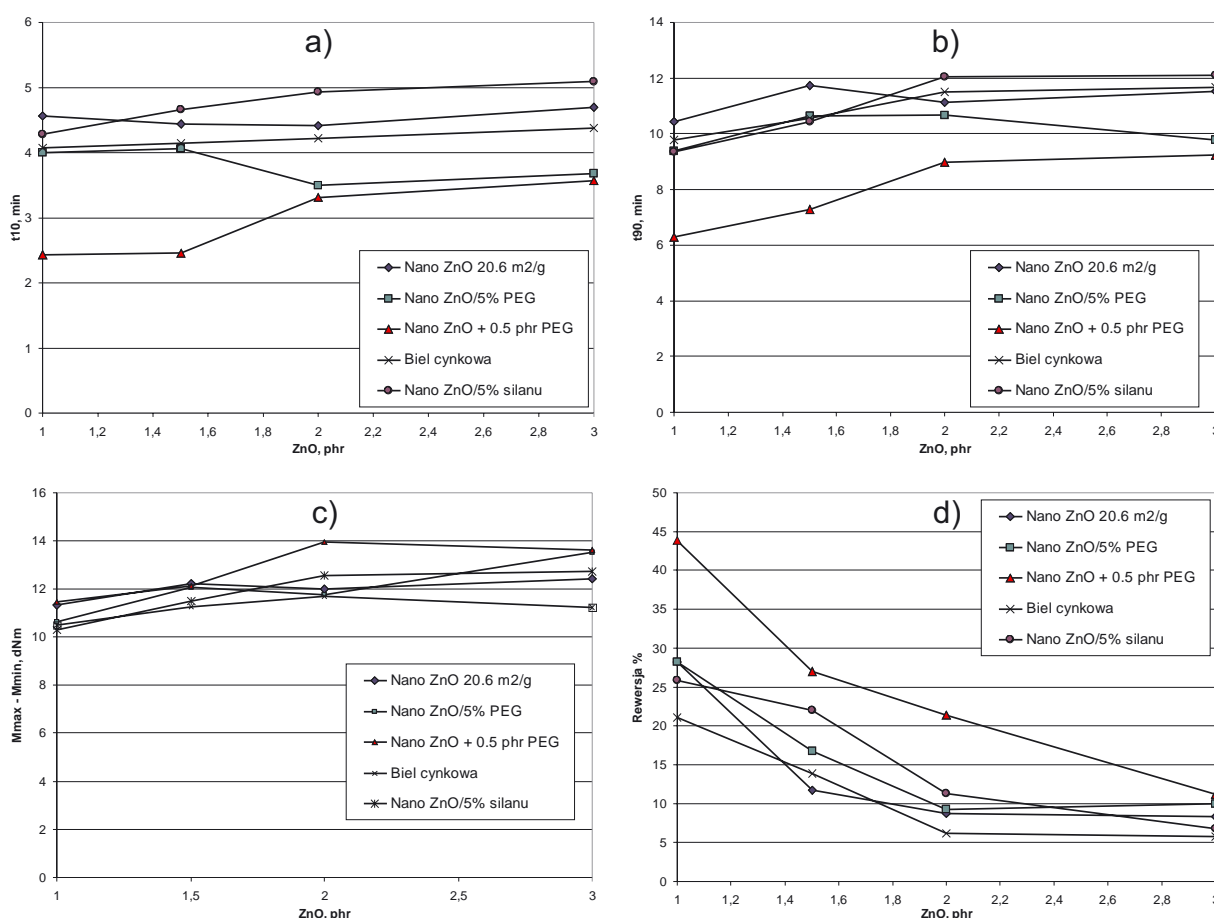 a)
6
5
4
3
2
1
0
t10, min
1
1,2
1,4
1,6
1,8
2
2,2
2,4
2,6
2,8
3
ZnO, phr
Nano ZnO 20.6 m2/g
Nano ZnO/5% PEG
Nano ZnO + 0.5 phr PEG
Biel cynkowa
Nano ZnO/5% silanu
b)
14
12
10
8
6
4
2
0
t90, min
1
1,2
1,4
1,6
1,8
2
2,2
2,4
2,6
2,8
3
ZnO, phr
Nano ZnO 20.6 m2/g
Nano ZnO/5% PEG
Nano ZnO + 0.5 phr PEG
Biel cynkowa
Nano ZnO/5% silanu
c)
16
14
12
10
8
6
4
2
0
Mmax - Mmin, dNm
1
1,5
2
2,5
3
ZnO, phr
Nano ZnO 20.6 m2/g
Nano ZnO/5% PEG
Nano ZnO + 0.5 phr PEG
Biel cynkowa
Nano ZnO/5% silanu
d)
50
45
40
35
30
25
20
15
10
5
0
Rewersja %
1
1,2
1,4
1,6
1,8
2
2,2
2,4
2,6
2,8
3
ZnO, phr
Nano ZnO 20.6 m2/g
Nano ZnO/5% PEG
Nano ZnO + 0.5 phr PEG
Biel cynkowa
Nano ZnO/5% silanu